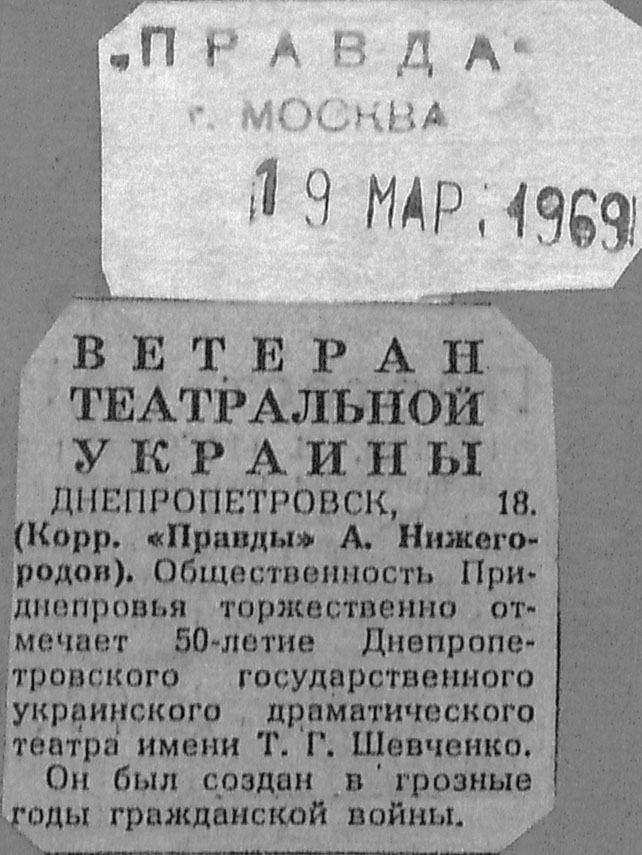 „ПРАВДА"
г. МОСКВА
19 МАР. 1969
ВЕТЕРАН
ТЕАТРАЛЬНОЙ
УКРАИНЫ
ДНЕПРОПЕТРОВСК, 18.
(Корр. «Правды» А. Нижего-
родов). Общественность При-
днепровья торжественно от-
мечает 50-летие Днепропе-
тровского государственного
украинского драматического
театра имени Т. Г. Шевченко.
Он был создан в грозные
годы гражданской войны.